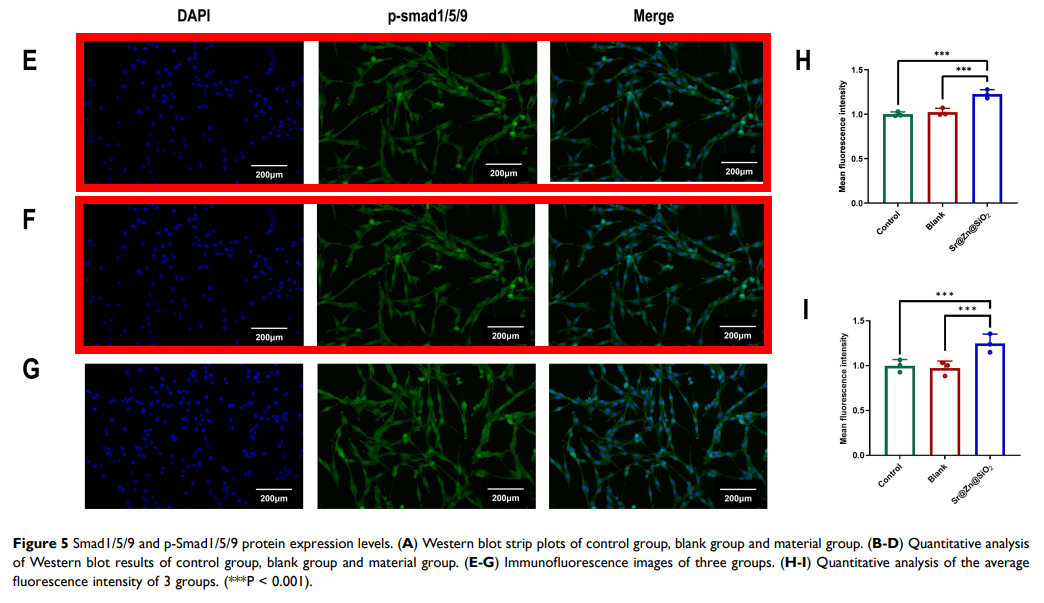 DAPI p-smad1/5/9 Merge
E
200μm 200μm 200μm
F
200μm 200μm 200μm
G
200μm 200μm 200μm
H
***
***
Mean fluorescence intensity
1.5
1.0
0.5
0.0
Control Blank Sr@Zn@SiO2
I
***
***
Mean fluorescence intensity
1.5
1.0
0.5
0.0
Control Blank Sr@Zn@SiO2
Figure 5 Smad1/5/9 and p-Smad1/5/9 protein expression levels. (A) Western blot strip plots of control group, blank group and material group. (B-D) Quantitative analysis
of Western blot results of control group, blank group and material group. (E-G) Immunofluorescence images of three groups. (H-I) Quantitative analysis of the average
fluorescence intensity of 3 groups. (***P < 0.001).